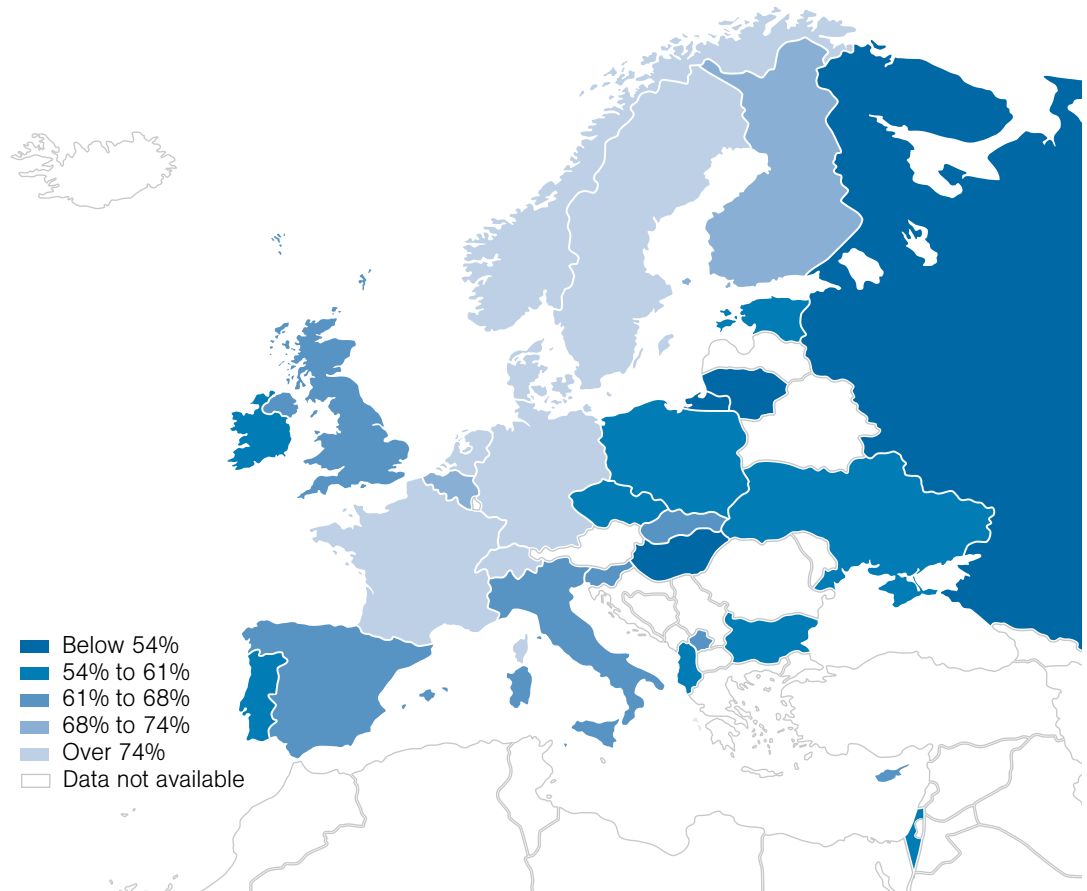 Below 54%
54% to 61%
61% to 68%
68% to 74%
Over 74%
Data not available